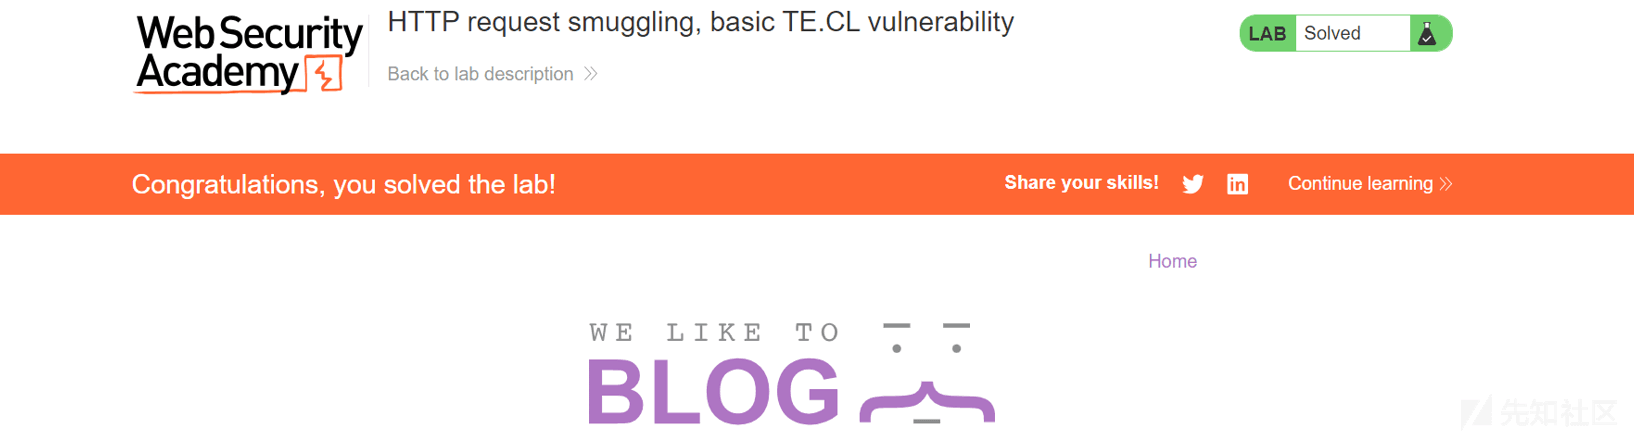 Web Security
Academy
HTTP request smuggling, basic TE.CL vulnerability
Back to lab description
LAB Solved
Congratulations, you solved the lab!
Share your skills!
Continue learning
Home
WE LIKE TO
BLOG
先知社区